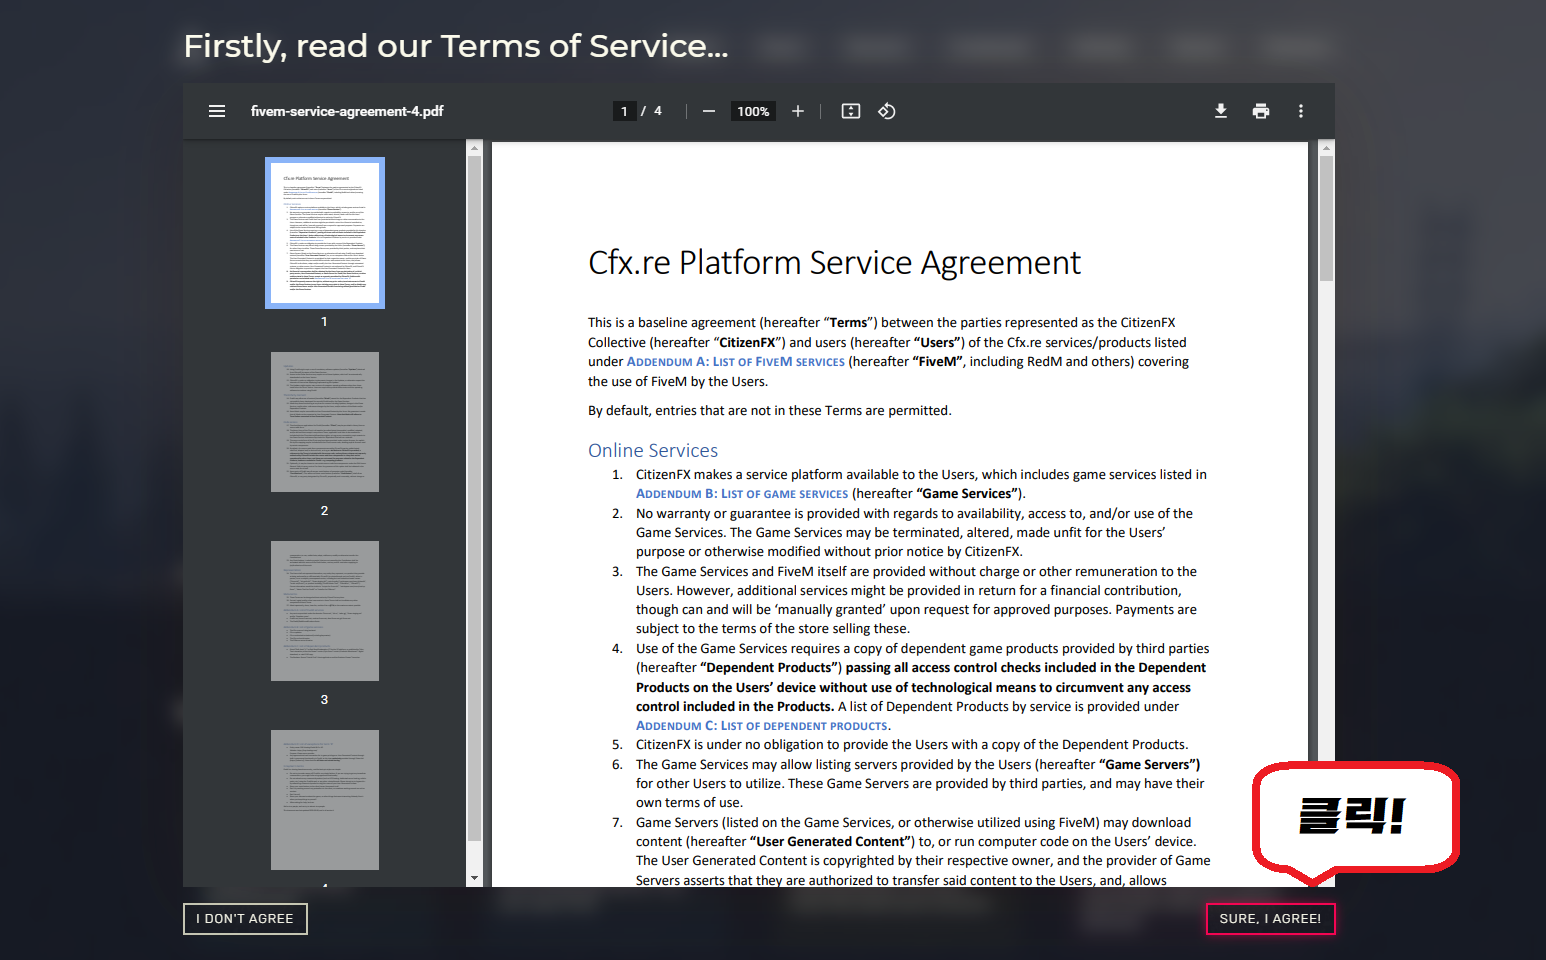 Firstly, read our Terms of Service...
fivem-service-agreement-4.pdf
1 / 4
100%
1
2
3
Cfx.re Platform Service Agreement
This is a baseline agreement (hereafter “Terms”) between the parties represented as the CitizenFX
Collective (hereafter “CitizenFX”) and users (hereafter “Users”) of the Cfx.re services/products listed
under ADDENDUM A: LIST OF FIVEM SERVICES (hereafter “FiveM”, including RedM and others) covering
the use of FiveM by the Users.
By default, entries that are not in these Terms are permitted.
Online Services
1. CitizenFX makes a service platform available to the Users, which includes game services listed in
ADDENDUM B: LIST OF GAME SERVICES (hereafter “Game Services”).
2. No warranty or guarantee is provided with regards to availability, access to, and/or use of the
Game Services. The Game Services may be terminated, altered, made unfit for the Users’
purpose or otherwise modified without prior notice by CitizenFX.
3. The Game Services and FiveM itself are provided without charge or other remuneration to the
Users. However, additional services might be provided in return for a financial contribution,
though can and will be ‘manually granted’ upon request for approved purposes. Payments are
subject to the terms of the store selling these.
4. Use of the Game Services requires a copy of dependent game products provided by third parties
(hereafter “Dependent Products”) passing all access control checks included in the Dependent
Products on the Users’ device without use of technological means to circumvent any access
control included in the Products. A list of Dependent Products by service is provided under
ADDENDUM C: LIST OF DEPENDENT PRODUCTS.
5. CitizenFX is under no obligation to provide the Users with a copy of the Dependent Products.
6. The Game Services may allow listing servers provided by the Users (hereafter “Game Servers”)
for other Users to utilize. These Game Servers are provided by third parties, and may have their
own terms of use.
7. Game Servers (listed on the Game Services, or otherwise utilized using FiveM) may download
content (hereafter “User Generated Content”) to, or run computer code on the Users’ device.
The User Generated Content is copyrighted by their respective owner, and the provider of Game
Servers asserts that they are authorized to transfer said content to the Users, and, allows
클릭!
I DON'T AGREE
SURE, I AGREE!